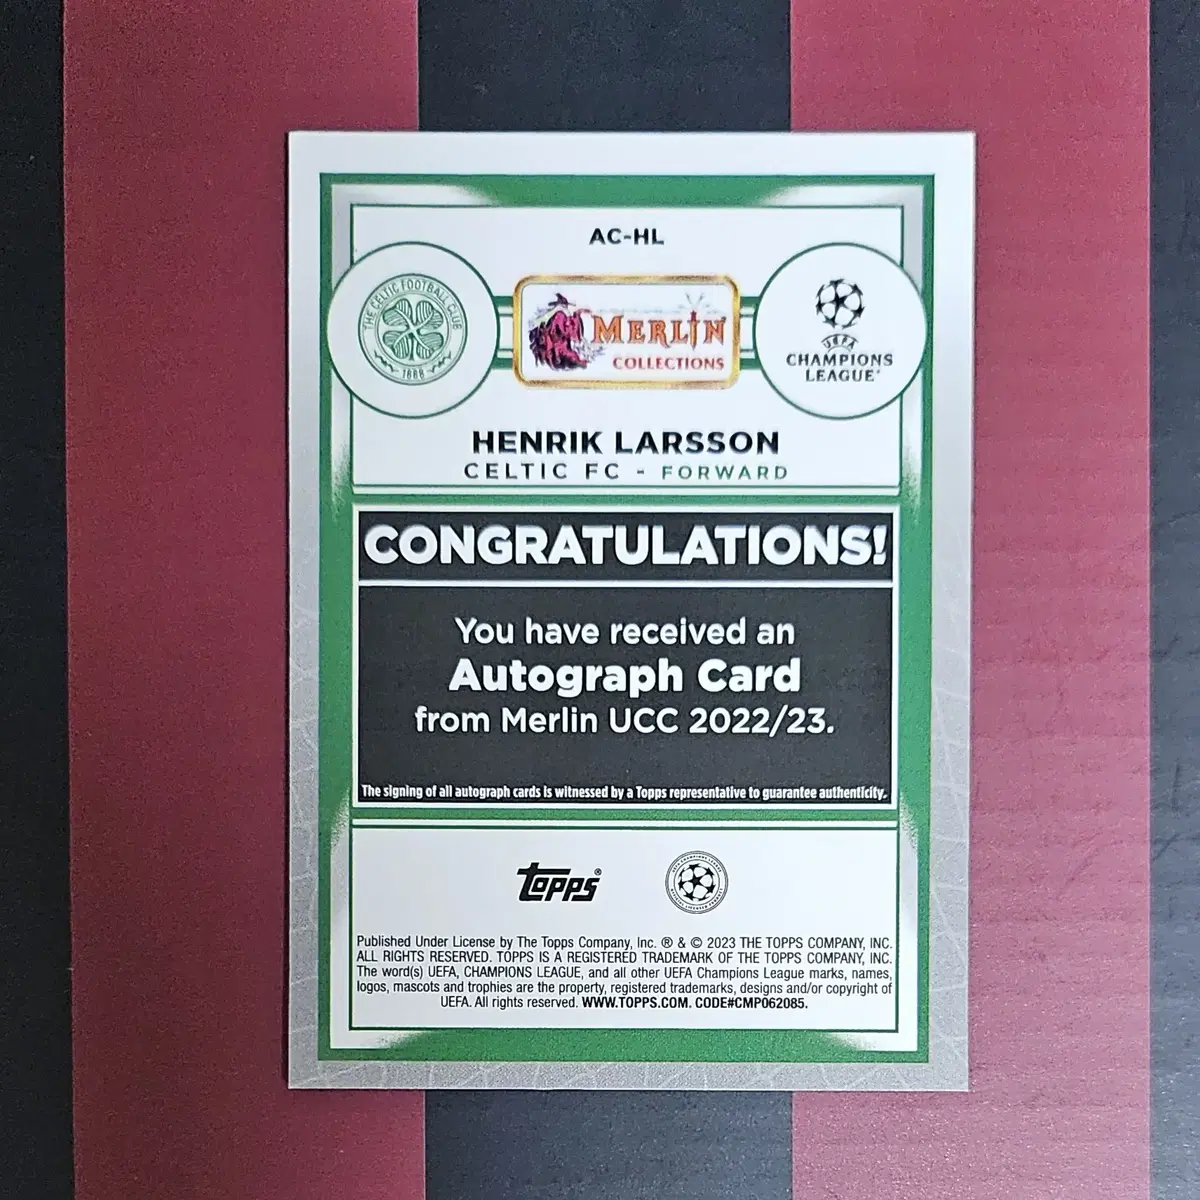 AC-HL
THE CELTIC FOOTBALL CLUB
1888
MERLIN
COLLECTIONS
UEFA
CHAMPIONS
LEAGUE®
HENRIK LARSSON
CELTIC FC - FORWARD
CONGRATULATIONS!
You have received an
Autograph Card
from Merlin UCC 2022/23.
The signing of all autograph cards is witnessed by a Topps representative to guarantee authenticity.
topps®
Published Under License by The Topps Company, Inc. ® & © 2023 THE TOPPS COMPANY, INC.
ALL RIGHTS RESERVED. TOPPS IS A REGISTERED TRADEMARK OF THE TOPPS COMPANY, INC.
The word(s) UEFA, CHAMPIONS LEAGUE, and all other UEFA Champions League marks, names,
logos, mascots and trophies are the property, registered trademarks, designs and/or copyright of
UEFA. All rights reserved. WWW.TOPPS.COM. CODE#CMP062085.